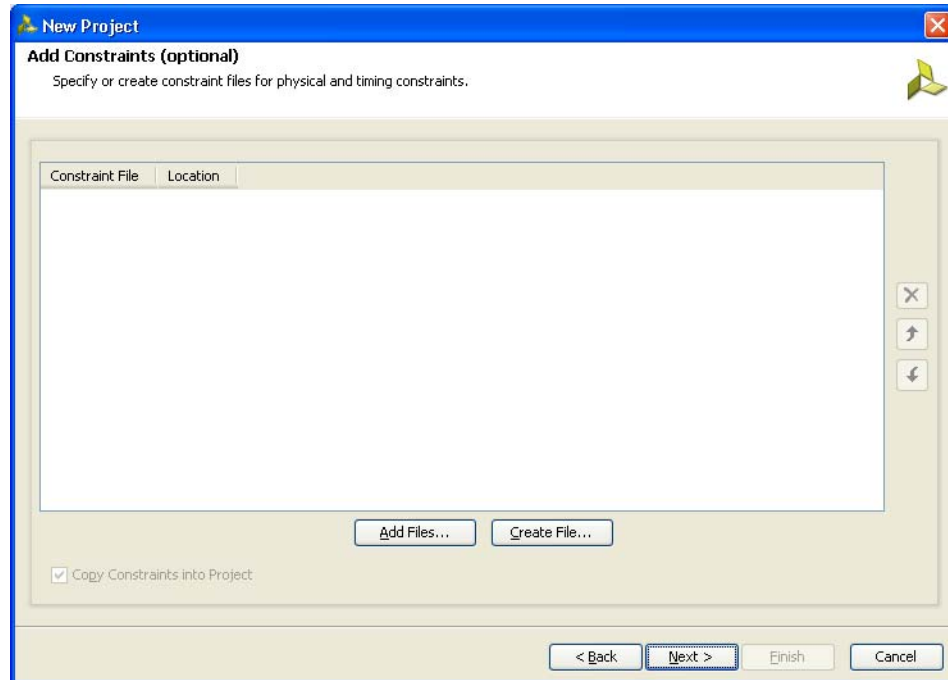 New Project
Add Constraints (optional)
Specify or create constraint files for physical and timing constraints.
Constraint File Location
Add Files... Create File...
Copy Constraints into Project
< Back Next > Finish Cancel